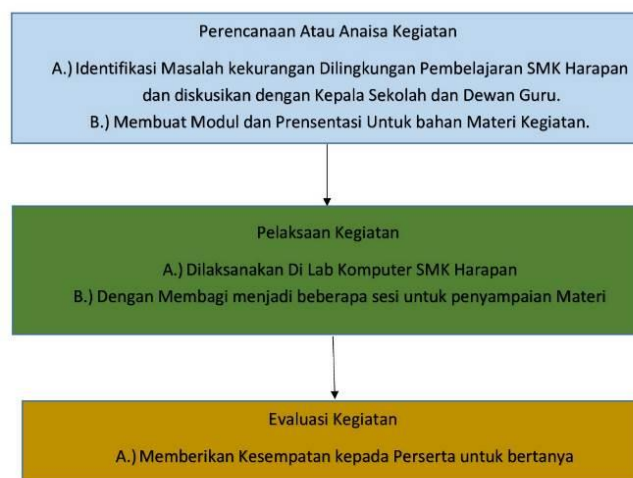 Perencanaan Atau Anaisa Kegiatan
A.) Identifikasi Masalah kekurangan Dilingkungan Pembelajaran SMK Harapan
dan diskusikan dengan Kepala Sekolah dan Dewan Guru.
B.) Membuat Modul dan Prensentasi Untuk bahan Materi Kegiatan.
Pelaksaan Kegiatan
A.) Dilaksanakan Di Lab Komputer SMK Harapan
B.) Dengan Membagi menjadi beberapa sesi untuk penyampaian Materi
Evaluasi Kegiatan
A.) Memberikan Kesempatan kepada Perserta untuk bertanya